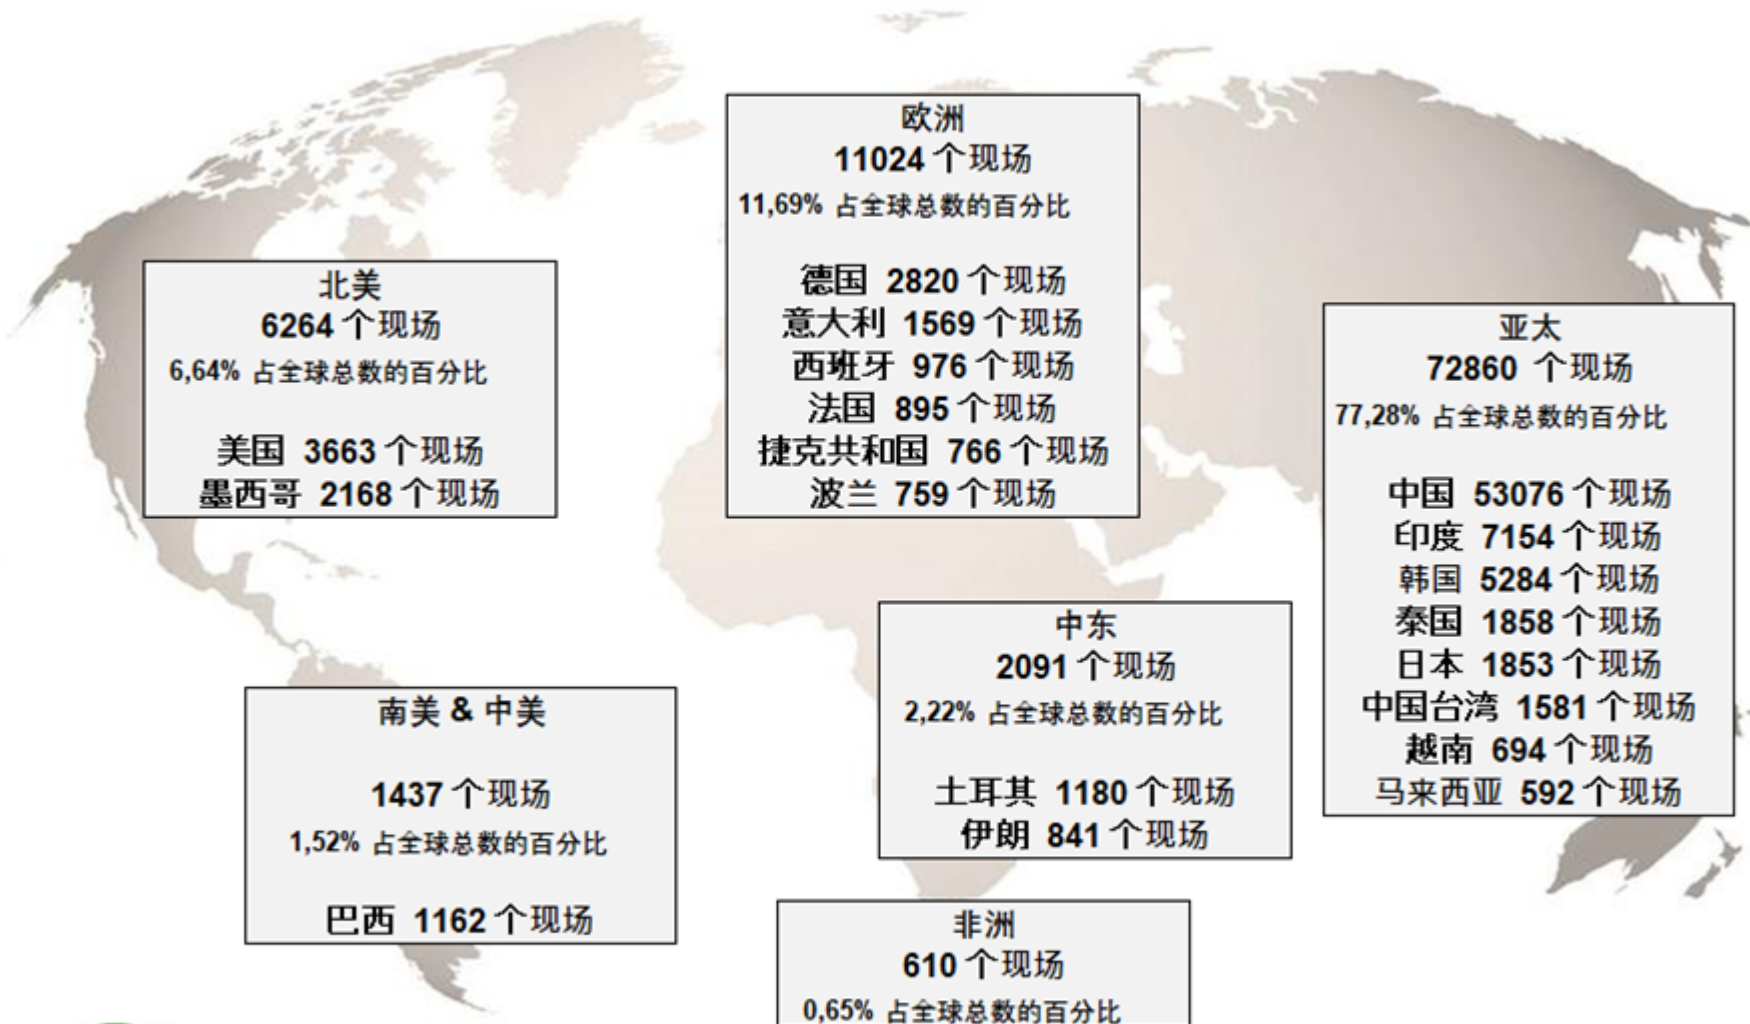 北美
6264 个现场
6,64% 占全球总数的百分比
美国 3663 个现场
墨西哥 2168 个现场
欧洲
11024 个现场
11,69% 占全球总数的百分比
德国 2820 个现场
意大利 1569 个现场
西班牙 976 个现场
法国 895 个现场
捷克共和国 766 个现场
波兰 759 个现场
亚太
72860 个现场
77,28% 占全球总数的百分比
中国 53076 个现场
印度 7154 个现场
韩国 5284 个现场
泰国 1858 个现场
日本 1853 个现场
中国台湾 1581 个现场
越南 694 个现场
马来西亚 592 个现场
南美 & 中美
1437 个现场
1,52% 占全球总数的百分比
巴西 1162 个现场
中东
2091 个现场
2,22% 占全球总数的百分比
土耳其 1180 个现场
伊朗 841 个现场
非洲
610 个现场
0,65% 占全球总数的百分比